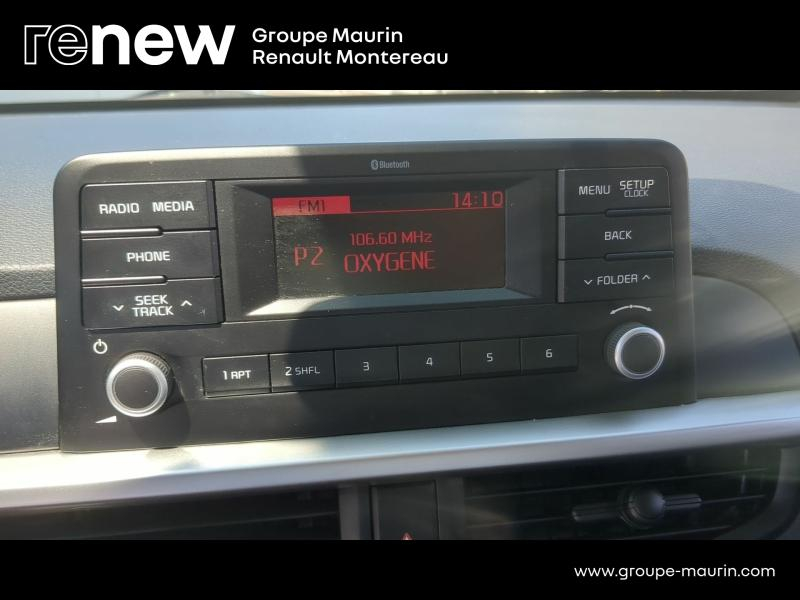 renew
Groupe Maurin
Renault Montereau
Bluetooth
RADIO MEDIA
PHONE
SEEK
TRACK
FM1 14:10
106.60 MHz
P2 OXYGENE
MENU SETUP
CLOCK
BACK
FOLDER
1 RPT 2 SHFL 3 4 5 6
www.groupe-maurin.com